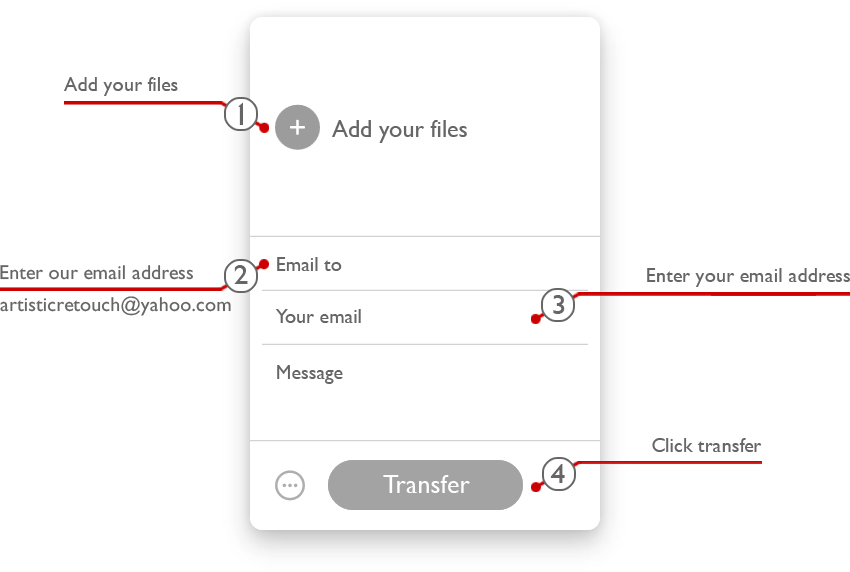 Add your files
1
+ Add your files
Enter our email address
artisticretouch@yahoo.com
2
Email to
Enter your email address
3
Your email
Message
Click transfer
4
Transfer